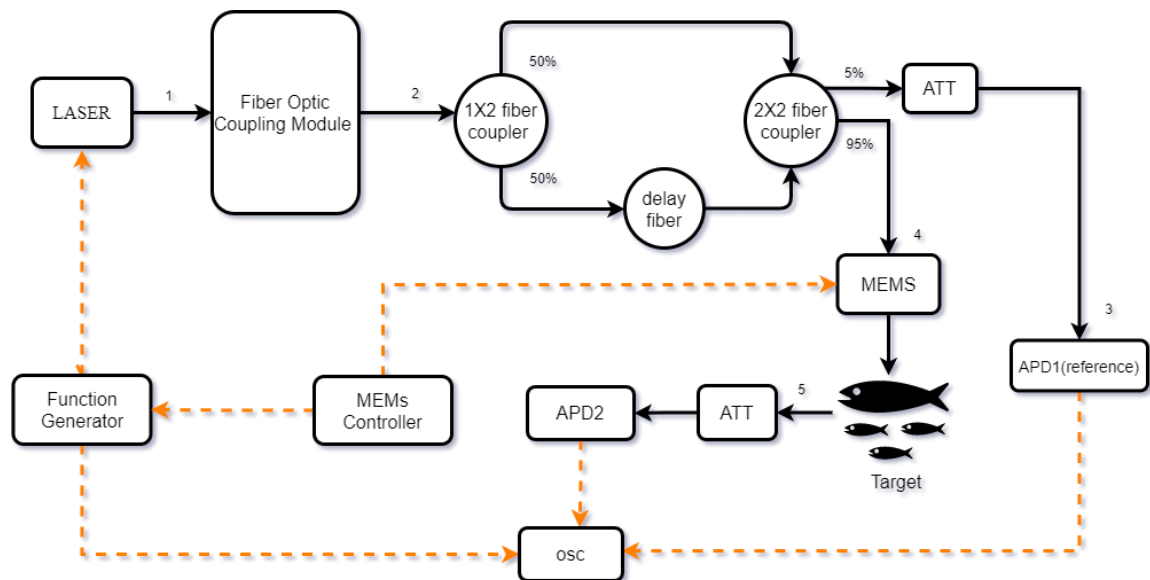 LASER
1
Fiber Optic
Coupling Module
2
1X2 fiber
coupler
50%
50%
delay
fiber
2X2 fiber
coupler
5%
95%
ATT
4
MEMS
3
APD1(reference)
Function
Generator
MEMs
Controller
APD2
ATT
5
Target
osc